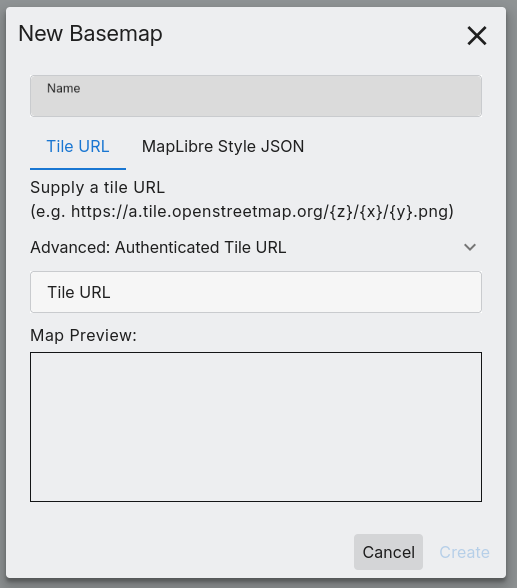 New Basemap
Name
Tile URL MapLibre Style JSON
Supply a tile URL
(e.g. https://a.tile.openstreetmap.org/{z}/{x}/{y}.png)
Advanced: Authenticated Tile URL
Tile URL
Map Preview:
Cancel Create